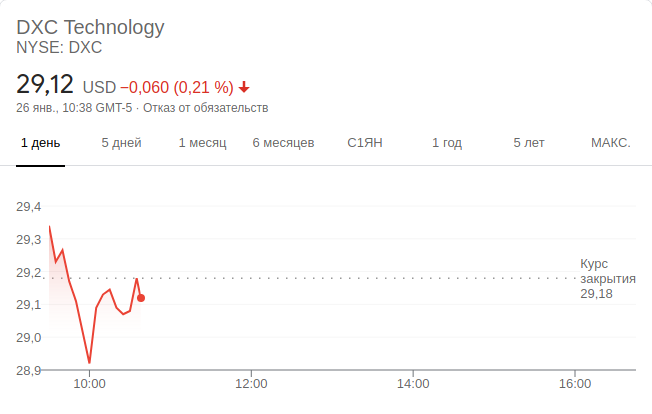 DXC Technology
NYSE: DXC
29,12 USD −0,060 (0,21 %)
26 янв., 10:38 GMT-5 · Отказ от обязательств
1 день 5 дней 1 месяц 6 месяцев С1ЯН 1 год 5 лет МАКС.
29,4
29,3
29,2
29,1
29,0
28,9
Курс
закрытия
29,18
10:00 12:00 14:00 16:00